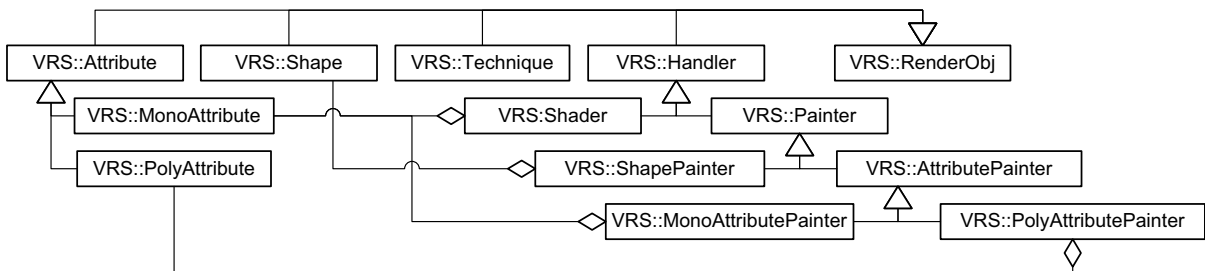 VRS::Attribute VRS::Shape VRS::Technique VRS::Handler VRS::RenderObj
VRS::MonoAttribute VRS:Shader VRS::Painter
VRS::PolyAttribute VRS::ShapePainter VRS::AttributePainter
VRS::MonoAttributePainter VRS::PolyAttributePainter